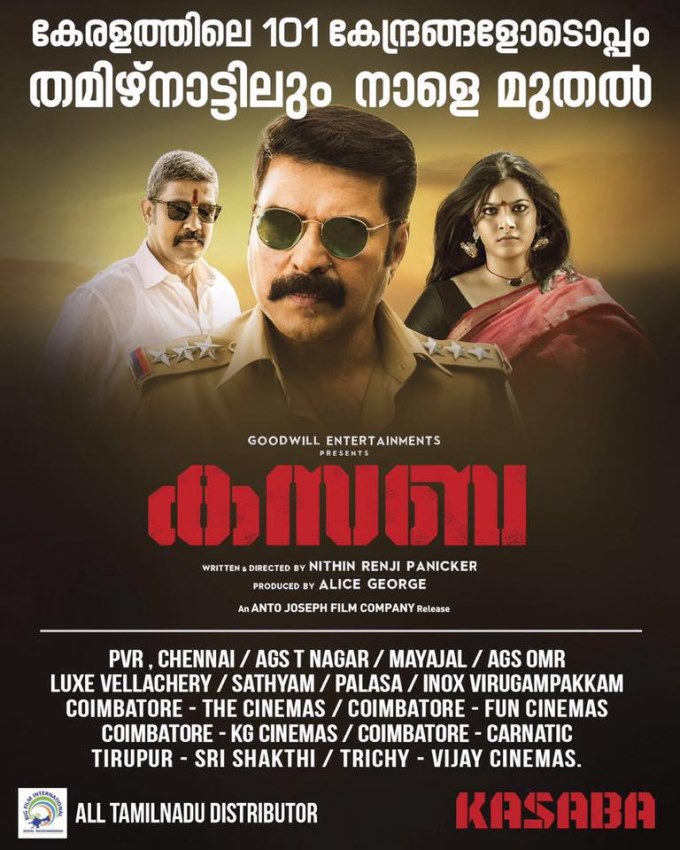 കേരളത്തിലെ 101 കേന്ദ്രങ്ങളോടൊപ്പം
തമിഴ്നാട്ടിലും നാളെ മുതൽ
GOODWILL ENTERTAINMENTS
PRESENTS
കസബ
WRITTEN & DIRECTED BY NITHIN RENJI PANICKER
PRODUCED BY ALICE GEORGE
An ANTO JOSEPH FILM COMPANY Release
PVR , CHENNAI / AGS T NAGAR / MAYAJAL / AGS OMR
LUXE VELLACHERY / SATHYAM / PALASA / INOX VIRUGAMPAKKAM
COIMBATORE - THE CINEMAS / COIMBATORE - FUN CINEMAS
COIMBATORE - KG CINEMAS / COIMBATORE - CARNATIC
TIRUPUR - SRI SHAKTHI / TRICHY - VIJAY CINEMAS.
BIG FILM INTERNATIONAL
ALL TAMILNADU DISTRIBUTOR
KASABA